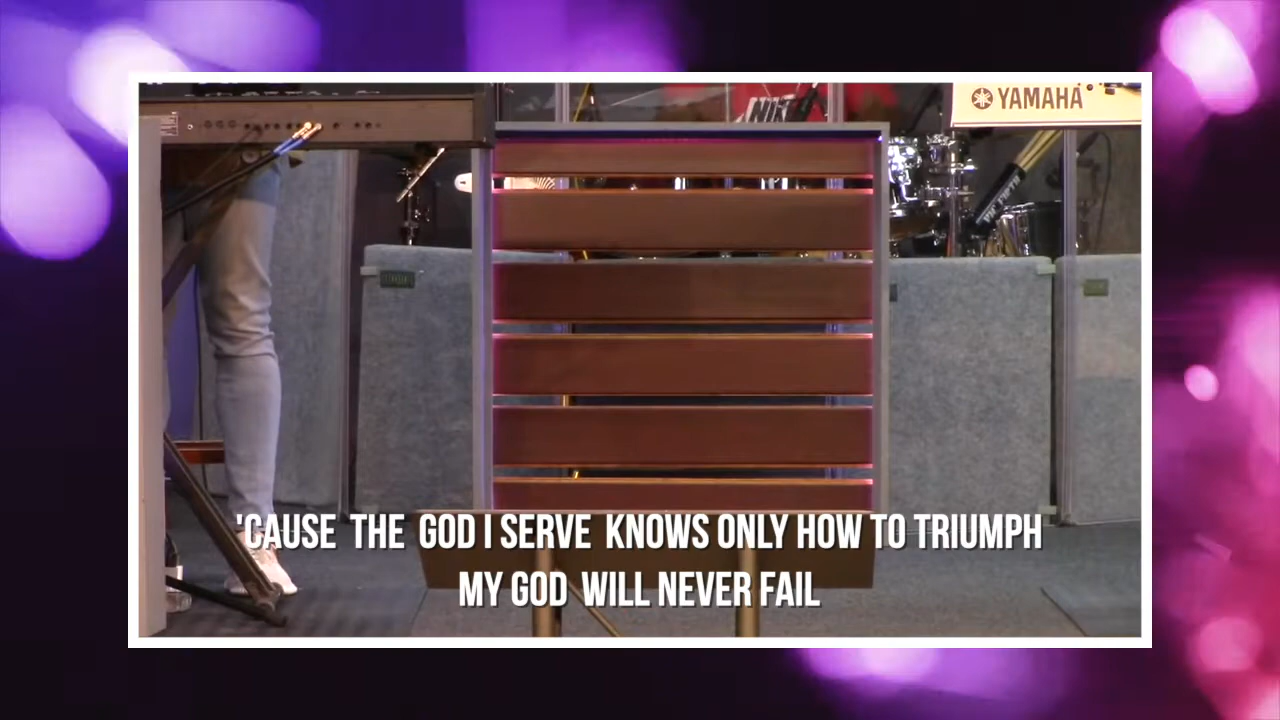 YAMAHA
'CAUSE THE GOD I SERVE KNOWS ONLY HOW TO TRIUMPH
MY GOD WILL NEVER FAIL